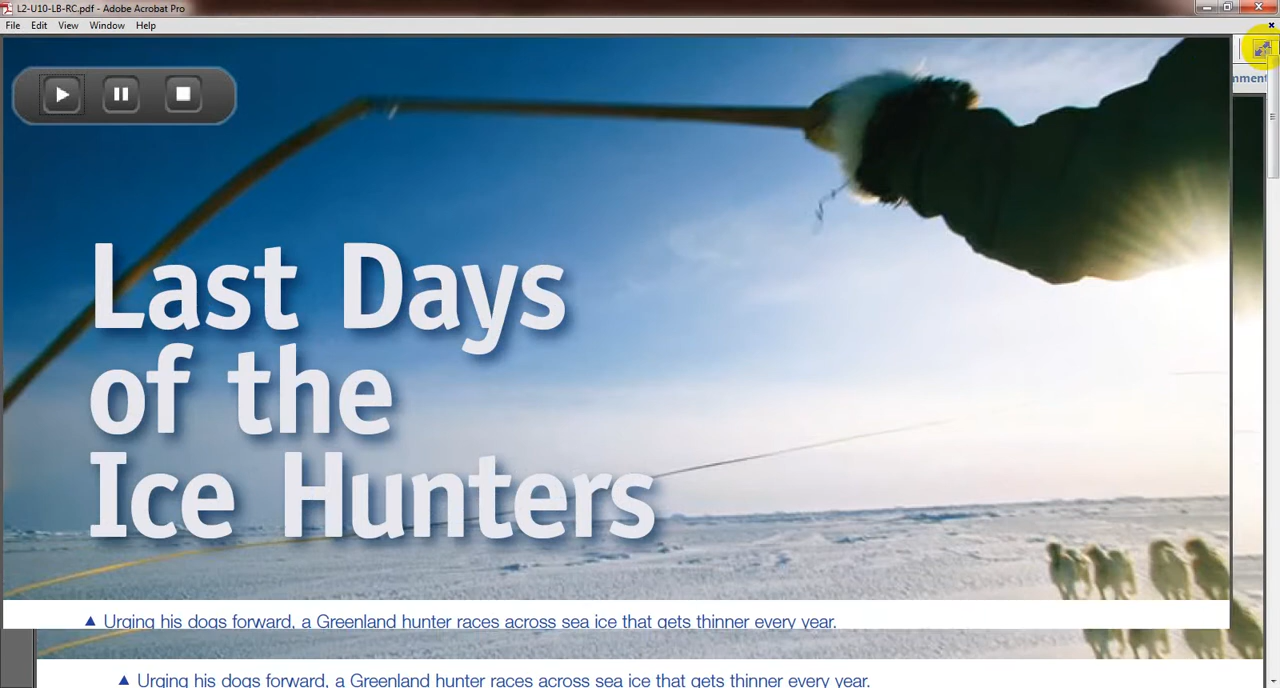 L2-U10-LB-RC.pdf - Adobe Acrobat Pro
File Edit View Window Help
mment
Last Days
of the
Ice Hunters
▲ Urging his dogs forward, a Greenland hunter races across sea ice that gets thinner every year.
▲ Urging his dogs forward, a Greenland hunter races across sea ice that gets thinner every year.